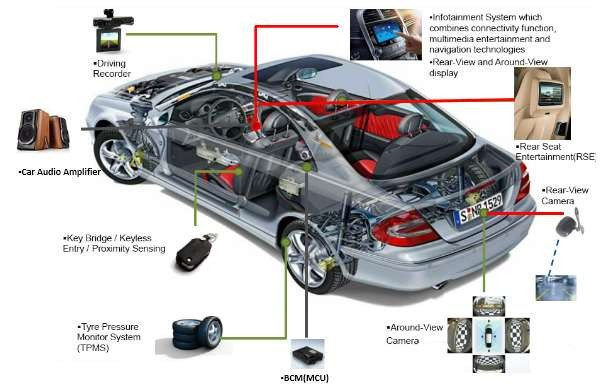 ▪Infotainment System which
combines connectivity function,
multimedia entertainment and
navigation technologies
▪Rear-View and Around-View
display
▪Driving
Recorder
▪Rear Seat
Entertainment(RSE)
▪Car Audio Amplifier
▪Rear-View
Camera
S·NR 1529
▪Key Bridge / Keyless
Entry / Proximity Sensing
▪Tyre Pressure
Monitor System
(TPMS)
▪Around-View
Camera
▪BCM(MCU)